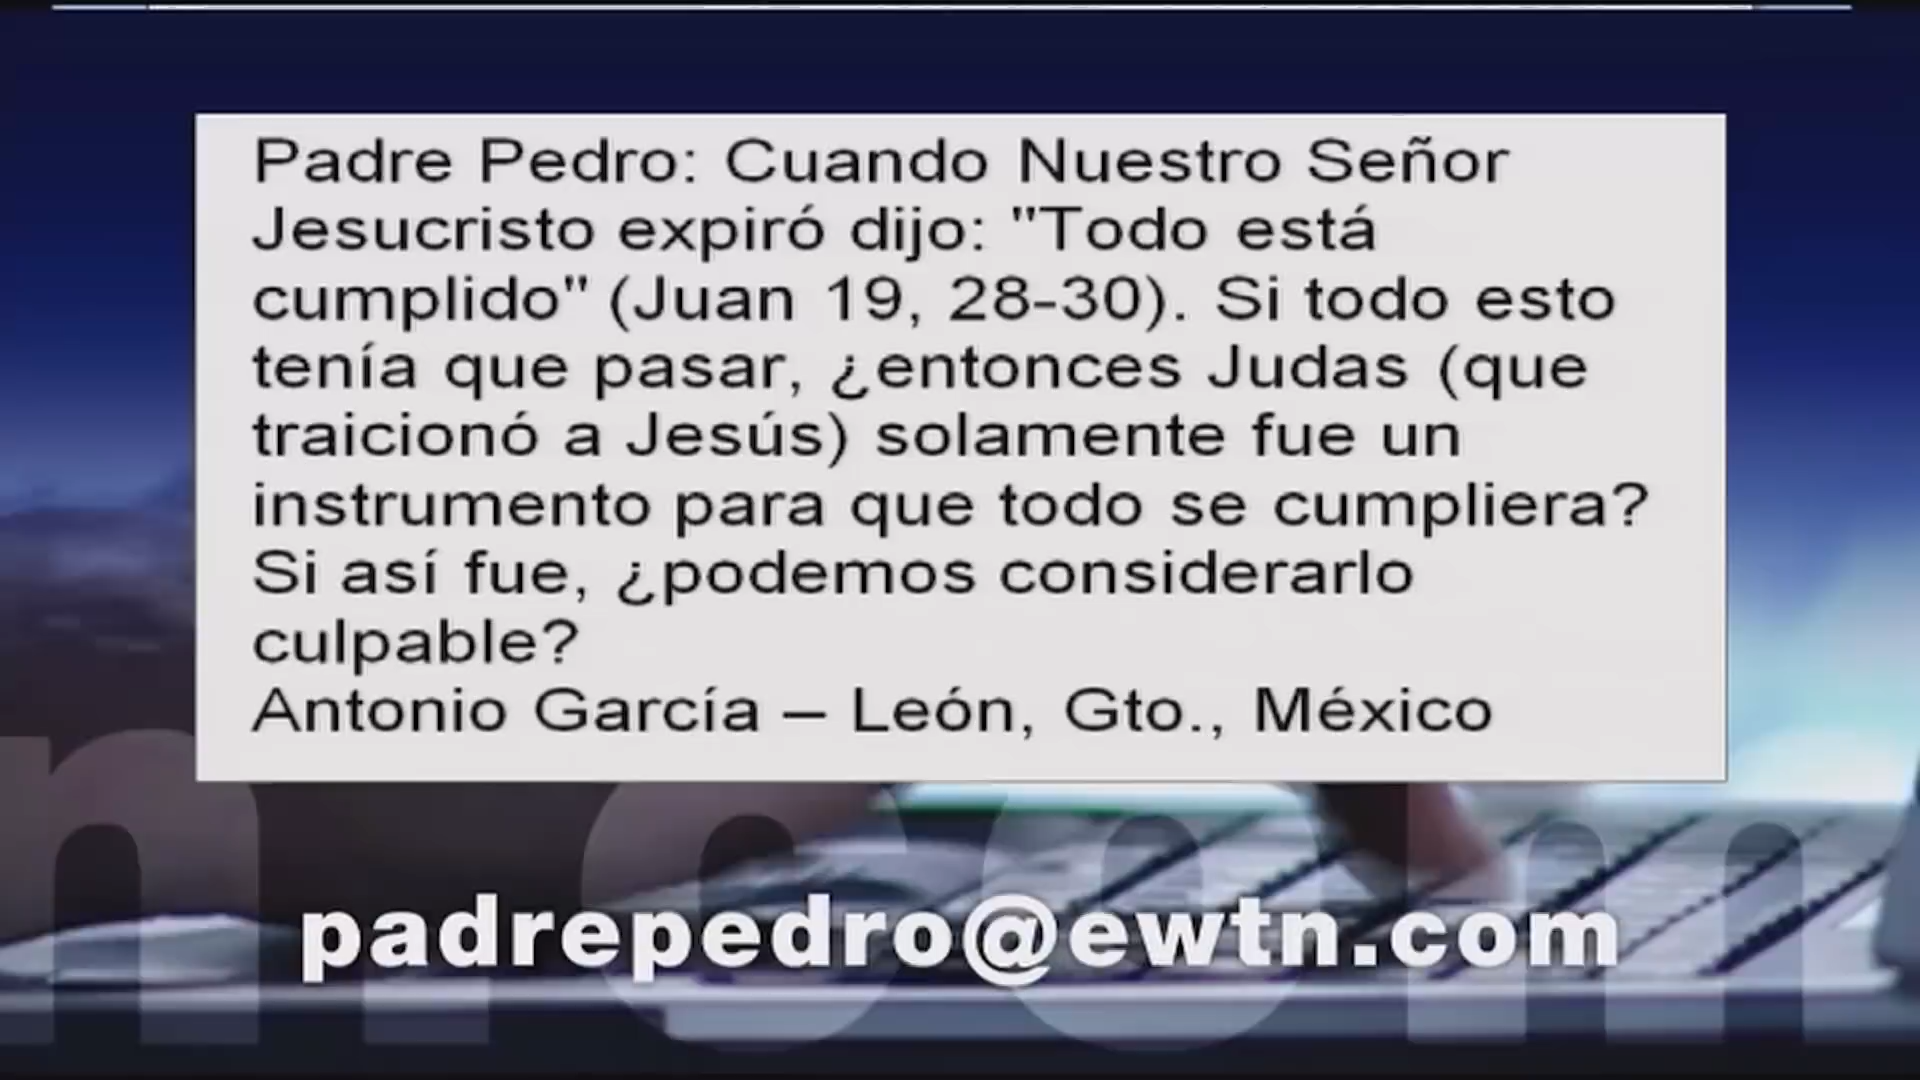 Padre Pedro: Cuando Nuestro Señor
Jesucristo expiró dijo: "Todo está
cumplido" (Juan 19, 28-30). Si todo esto
tenía que pasar, ¿entonces Judas (que
traicionó a Jesús) solamente fue un
instrumento para que todo se cumpliera?
Si así fue, ¿podemos considerarlo
culpable?
Antonio García – León, Gto., México
n.com
padrepedro@ewtn.com